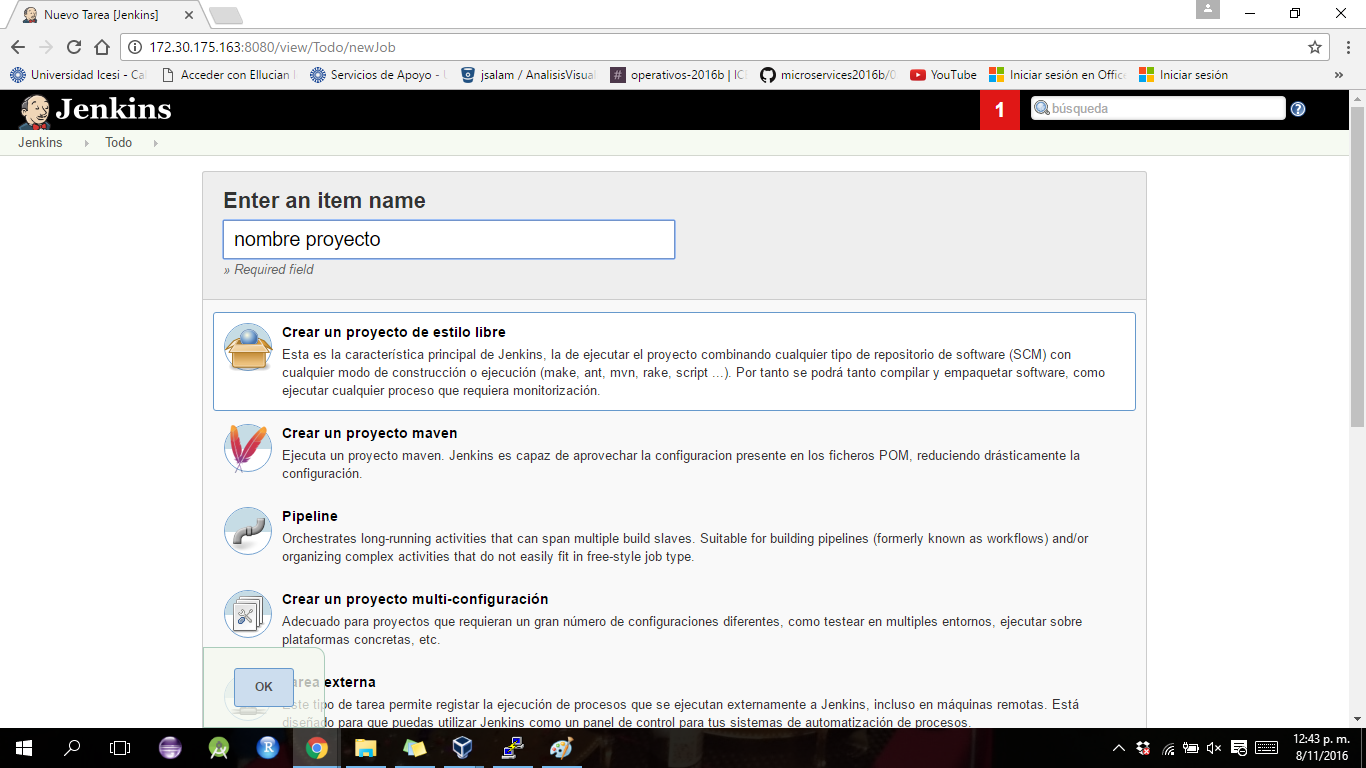 Nuevo Tarea [Jenkins]
172.30.175.163:8080/view/Todo/newJob
Universidad Icesi - Ca
Acceder con Ellucian
Servicios de Apoyo -
jsalam / AnalisisVisua
operativos-2016b | IC
microservices2016b/0
YouTube
Iniciar sesión en Offic
Iniciar sesión
»
Jenkins
1
búsqueda
Jenkins
Todo
Enter an item name
nombre proyecto
» Required field
Crear un proyecto de estilo libre
Esta es la característica principal de Jenkins, la de ejecutar el proyecto combinando cualquier tipo de repositorio de software (SCM) con
cualquier modo de construcción o ejecución (make, ant, mvn, rake, script ...). Por tanto se podrá tanto compilar y empaquetar software, como
ejecutar cualquier proceso que requiera monitorización.
Crear un proyecto maven
Ejecuta un proyecto maven. Jenkins es capaz de aprovechar la configuracion presente en los ficheros POM, reduciendo drásticamente la
configuración.
Pipeline
Orchestrates long-running activities that can span multiple build slaves. Suitable for building pipelines (formerly known as workflows) and/or
organizing complex activities that do not easily fit in free-style job type.
Crear un proyecto multi-configuración
Adecuado para proyectos que requieran un gran número de configuraciones diferentes, como testear en multiples entornos, ejecutar sobre
plataformas concretas, etc.
Tarea externa
Este tipo de tarea permite registar la ejecución de procesos que se ejecutan externamente a Jenkins, incluso en máquinas remotas. Está
diseñado para que puedas utilizar Jenkins como un panel de control para tus sistemas de automatización de procesos.
OK
12:43 p. m.
8/11/2016